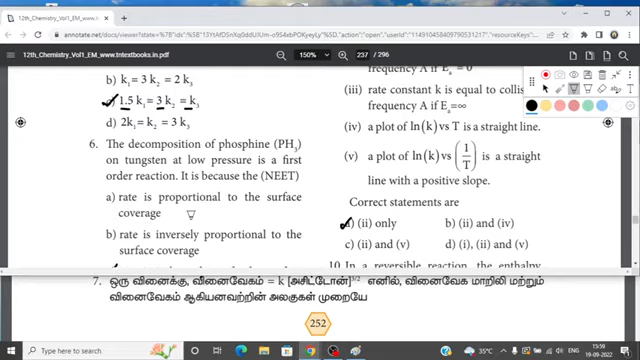 12th_Chemistry_Vol1_EM_www.tntextbooks.in.pdf
150%
237 / 296
b) k₁ = 3 k₂ = 2 k₃
1.5 k₁ = 3 k₂ = k₃
d) 2k₁ = k₂ = 3 k₃
6. The decomposition of phosphine (PH₃)
on tungsten at low pressure is a first
order reaction. It is because the (NEET)
a) rate is proportional to the surface
coverage
b) rate is inversely proportional to the
surface coverage
frequency A if Eₐ = 0
(iii) rate constant k is equal to collis
frequency A if Eₐ=∞
(iv) a plot of ln(k) vs T is a straight line.
(v) a plot of ln(k) vs (1/T) is a straight
line with a positive slope.
Correct statements are
a) (ii) only b) (ii) and (iv)
c) (ii) and (v) d) (i), (ii) and (v)
10. In a reversible reaction, the enthalpy
7. ஒரு வினைக்கு, வினைவேகம் = k [அசிட்டோன்]³/² எனில், வினைவேக மாறிலி மற்றும்
வினைவேகம் ஆகியனவற்றின் அலகுகள் முறையே
252
Type here to search
35°C
ENG
15:59
19-09-2022